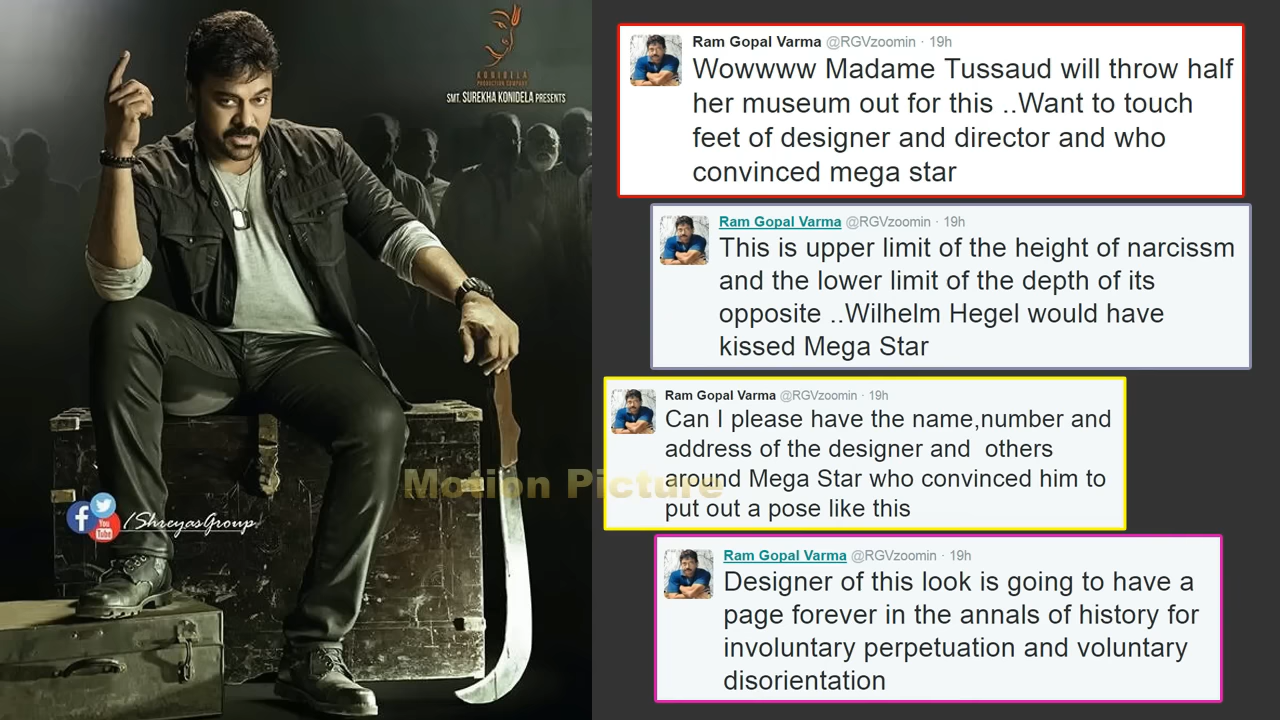 KONIDELA
PRODUCTION COMPANY
SMT. SUREKHA KONIDELA PRESENTS
f You Tube /ShreyasGroup
Motion Picture
Ram Gopal Varma @RGVzoomin · 19h
Wowwww Madame Tussaud will throw half
her museum out for this ..Want to touch
feet of designer and director and who
convinced mega star
Ram Gopal Varma @RGVzoomin · 19h
This is upper limit of the height of narcissm
and the lower limit of the depth of its
opposite ..Wilhelm Hegel would have
kissed Mega Star
Ram Gopal Varma @RGVzoomin · 19h
Can I please have the name,number and
address of the designer and  others
around Mega Star who convinced him to
put out a pose like this
Ram Gopal Varma @RGVzoomin · 19h
Designer of this look is going to have a
page forever in the annals of history for
involuntary perpetuation and voluntary
disorientation